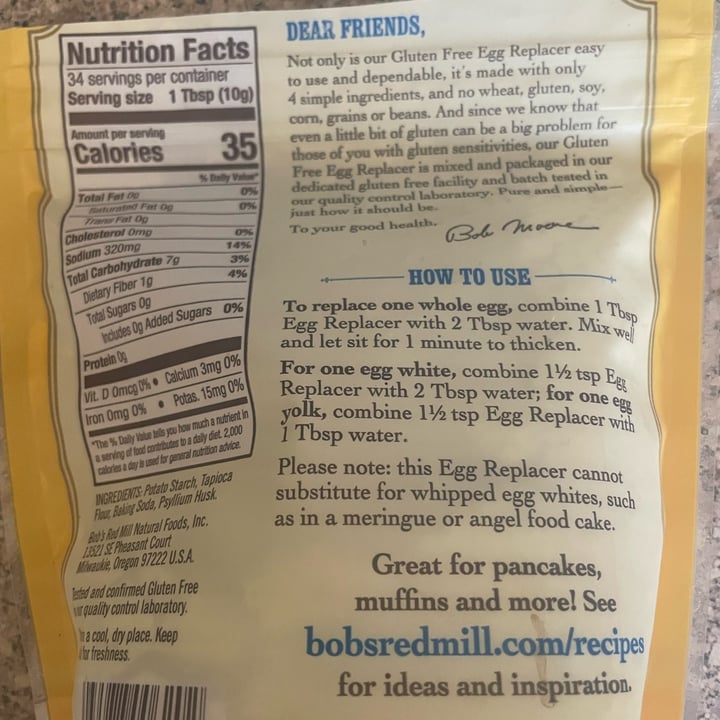 Nutrition Facts
34 servings per container
Serving size 1 Tbsp (10g)
Amount per serving
Calories 35
% Daily Value*
Total Fat 0g 0%
Saturated Fat 0g 0%
Trans Fat 0g
Cholesterol 0mg 0%
Sodium 320mg 14%
Total Carbohydrate 7g 3%
Dietary Fiber 1g 4%
Total Sugars 0g
Includes 0g Added Sugars 0%
Protein 0g
Vit. D 0mcg 0% • Calcium 3mg 0%
Iron 0mg 0% • Potas. 15mg 0%
*The % Daily Value tells you how much a nutrient in
a serving of food contributes to a daily diet. 2,000
calories a day is used for general nutrition advice.
INGREDIENTS: Potato Starch, Tapioca
Flour, Baking Soda, Psyllium Husk.
Bob's Red Mill Natural Foods, Inc.
13521 SE Pheasant Court
Milwaukie, Oregon 97222 U.S.A.
Tested and confirmed Gluten Free
our quality control laboratory.
in a cool, dry place. Keep
for freshness.
DEAR FRIENDS,
Not only is our Gluten Free Egg Replacer easy
to use and dependable, it's made with only
4 simple ingredients, and no wheat, gluten, soy,
corn, grains or beans. And since we know that
even a little bit of gluten can be a big problem for
those of you with gluten sensitivities, our Gluten
Free Egg Replacer is mixed and packaged in our
dedicated gluten free facility and batch tested in
our quality control laboratory. Pure and simple—
just how it should be.
To your good health,
Bob Moore
HOW TO USE
To replace one whole egg, combine 1 Tbsp
Egg Replacer with 2 Tbsp water. Mix well
and let sit for 1 minute to thicken.
For one egg white, combine 1½ tsp Egg
Replacer with 2 Tbsp water; for one egg
yolk, combine 1½ tsp Egg Replacer with
1 Tbsp water.
Please note: this Egg Replacer cannot
substitute for whipped egg whites, such
as in a meringue or angel food cake.
Great for pancakes,
muffins and more! See
bobsredmill.com/recipes
for ideas and inspiration.